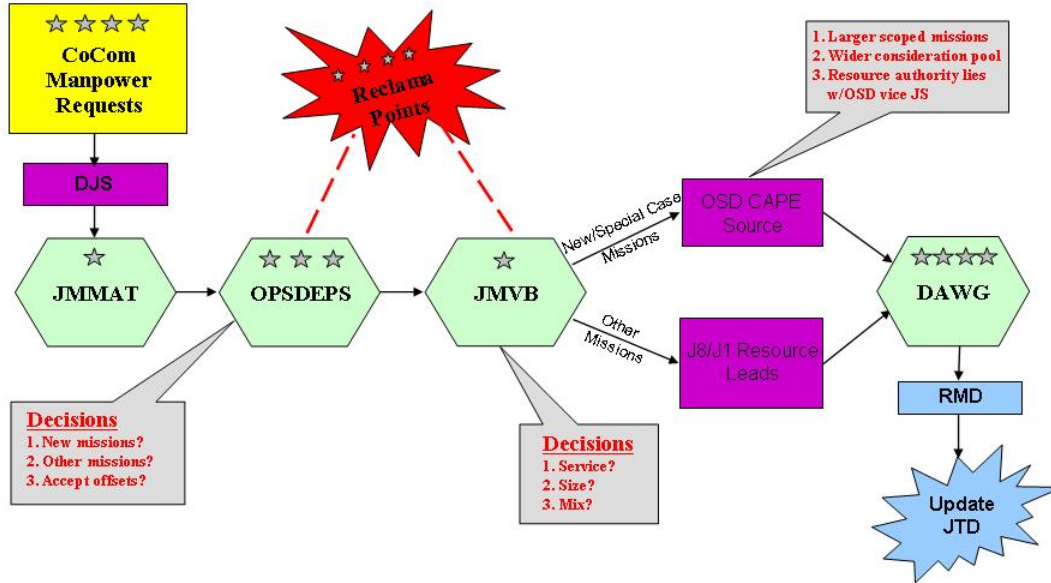 CoCom
Manpower
Requests
DJS
JMMAT
OPSDEPS
JMVB
Reclama
Points
New/Special Case
Missions
Other
Missions
OSD CAPE
Source
J8/J1 Resource
Leads
1. Larger scoped missions
2. Wider consideration pool
3. Resource authority lies
w/OSD vice JS
DAWG
RMD
Update
JTD
Decisions
1. New missions?
2. Other missions?
3. Accept offsets?
Decisions
1. Service?
2. Size?
3. Mix?